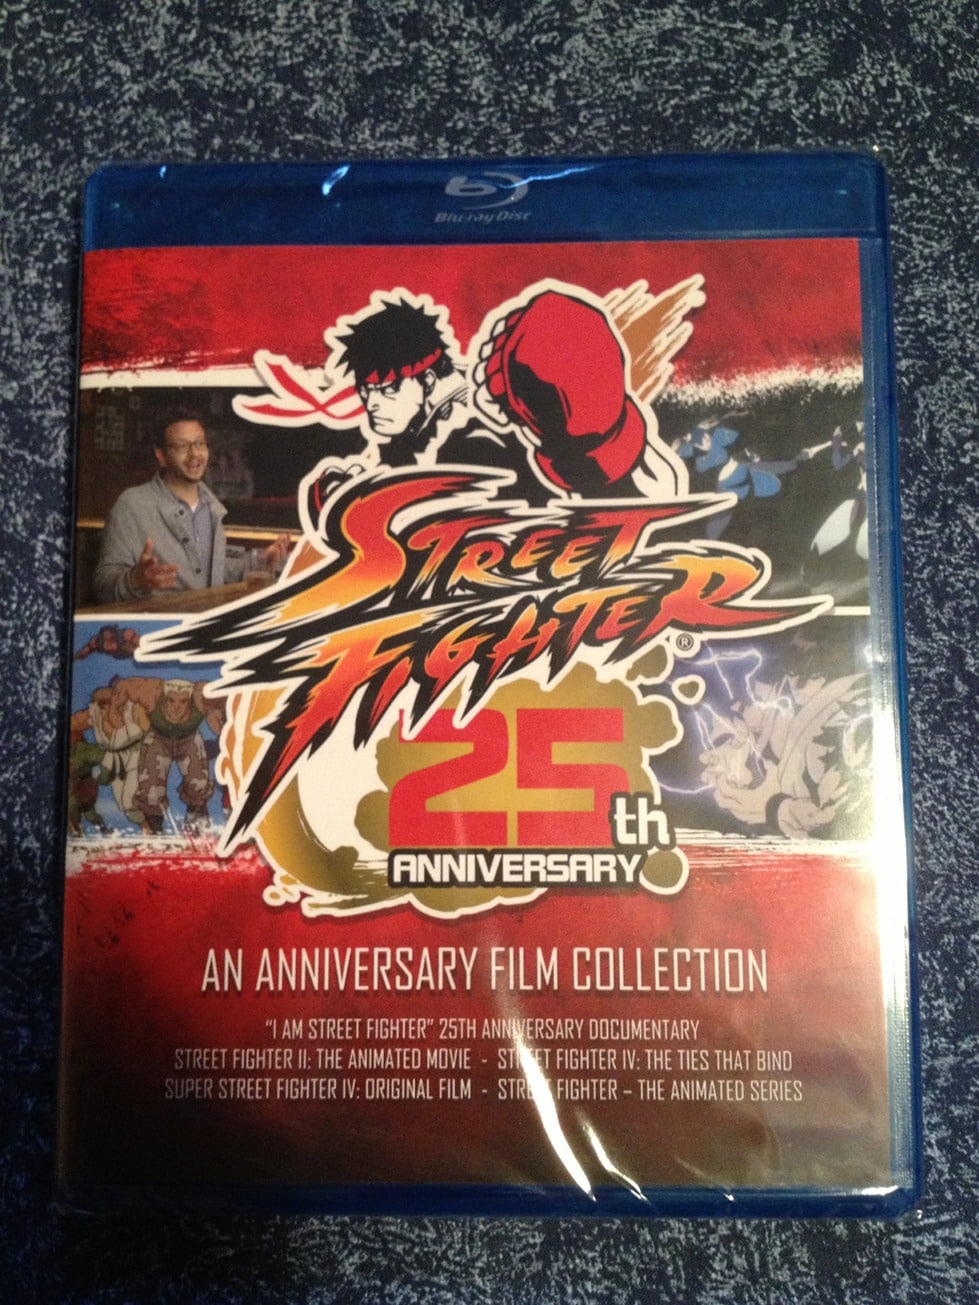 Blu-ray Disc
STREET
FIGHTER®
25th
ANNIVERSARY
AN ANNIVERSARY FILM COLLECTION
"I AM STREET FIGHTER" 25TH ANNIVERSARY DOCUMENTARY
STREET FIGHTER II: THE ANIMATED MOVIE - STREET FIGHTER IV: THE TIES THAT BIND
SUPER STREET FIGHTER IV: ORIGINAL FILM - STREET FIGHTER – THE ANIMATED SERIES